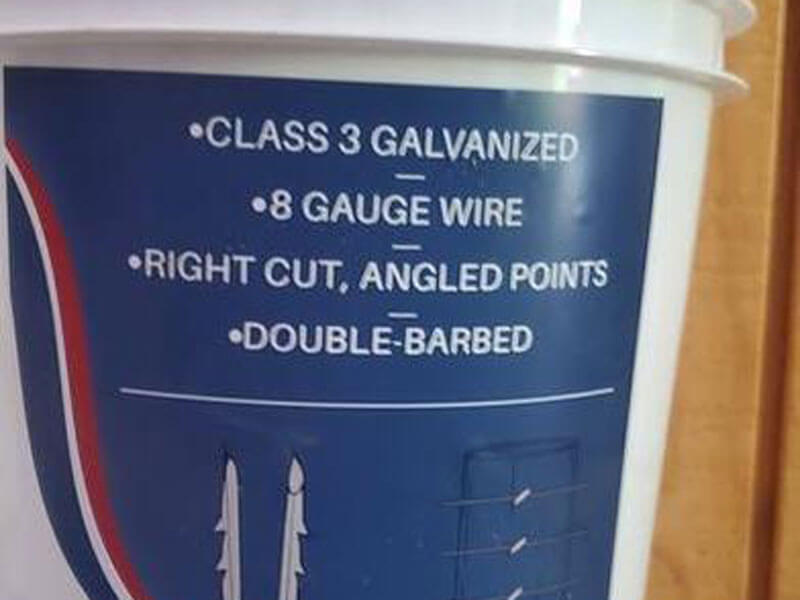 •CLASS 3 GALVANIZED
•8 GAUGE WIRE
•RIGHT CUT, ANGLED POINTS
•DOUBLE-BARBED